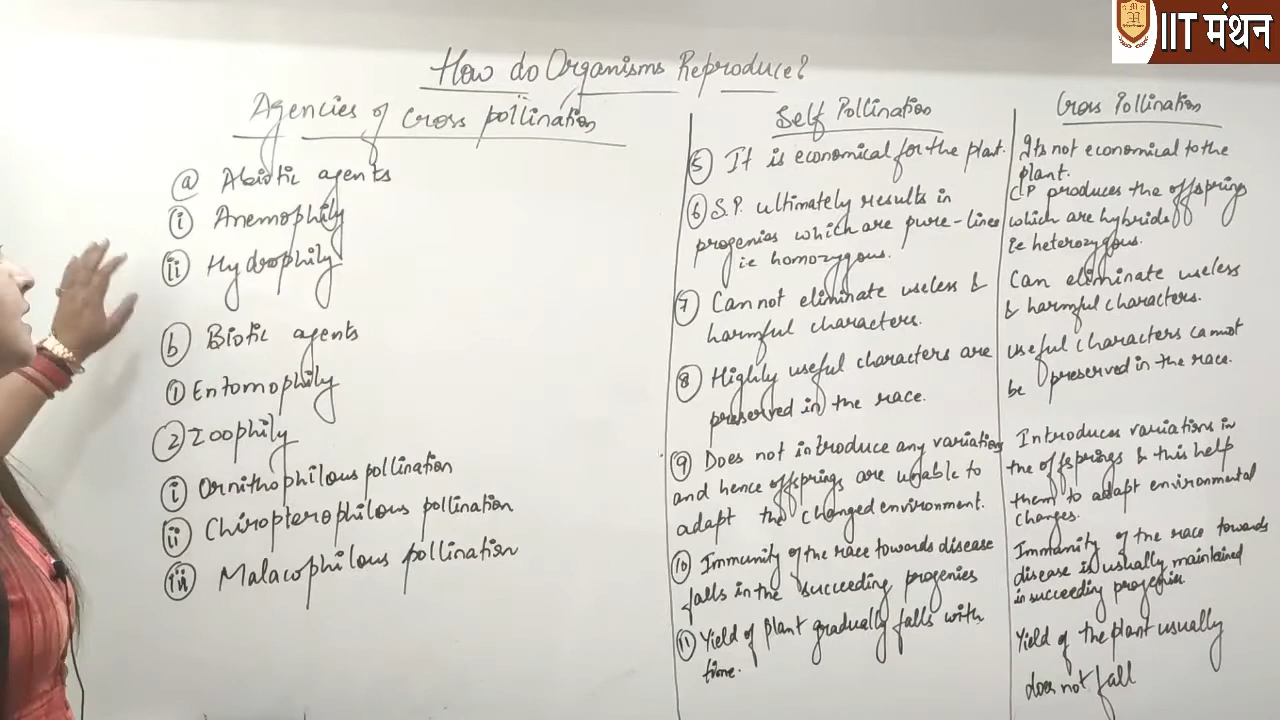 IIT मंथन
How do Organisms Reproduce?
Agencies of Cross pollination
ⓐ Abiotic agents
ⓘ Anemophily
ⓘⓘ Hydrophily
ⓑ Biotic agents
① Entomophily
② Zoophily
ⓘ Ornithophilous pollination
ⓘⓘ Chiropterophilous pollination
ⓘⓘⓘ Malacophilous pollination
Self Pollination
⑤ It is economical for the plant.
⑥ S.P. ultimately results in
progenies which are pure-lines
i.e homozygous.
⑦ Cannot eliminate useless &
harmful characters.
⑧ Highly useful characters are
preserved in the race.
⑨ Does not introduce any variations
and hence offsprings are unable to
adapt the changed environment.
⑩ Immunity of the race towards disease
falls in the succeeding progenies
⑪ Yield of plant gradually falls with
time.
Cross Pollination
Its not economical to the
plant.
C.P produces the offspring
which are hybrids
ie heterozygous.
Can eliminate useless
& harmful characters.
Useful characters cannot
be preserved in the race.
Introduces variations in
the offsprings & this help
them to adapt environmental
changes.
Immunity of the race towards
disease is usually maintained
in succeeding progenies
Yield of the plant usually
does not fall